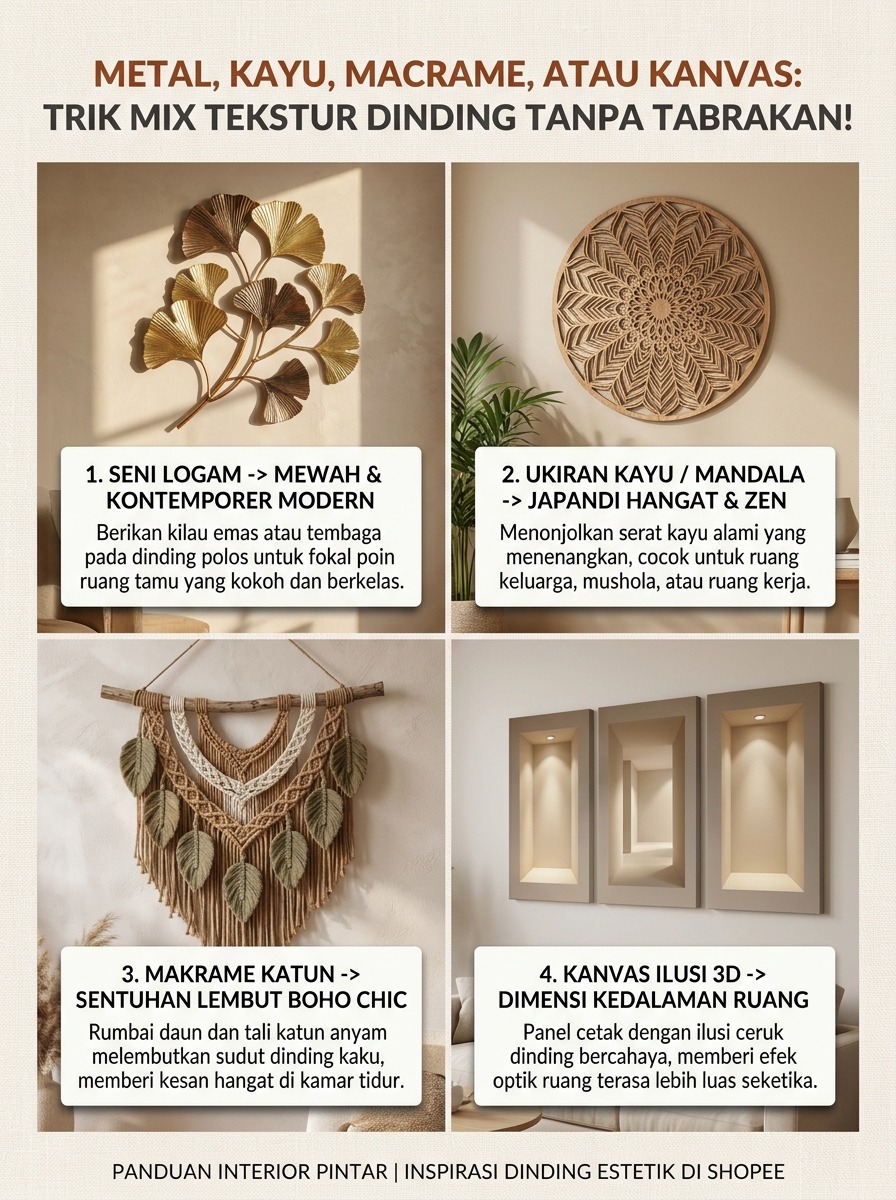 METAL, KAYU, MACRAME, ATAU KANVAS:
TRIK MIX TEKSTUR DINDING TANPA TABRAKAN!
1. SENI LOGAM -> MEWAH &
KONTEMPORER MODERN
Berikan kilau emas atau tembaga
pada dinding polos untuk fokal poin
ruang tamu yang kokoh dan berkelas.
2. UKIRAN KAYU / MANDALA
-> JAPANDI HANGAT & ZEN
Menonjolkan serat kayu alami yang
menenangkan, cocok untuk ruang
keluarga, mushola, atau ruang kerja.
3. MAKRAME KATUN ->
SENTUHAN LEMBUT BOHO CHIC
Rumbai daun dan tali katun anyam
melembutkan sudut dinding kaku,
memberi kesan hangat di kamar tidur.
4. KANVAS ILUSI 3D ->
DIMENSI KEDALAMAN RUANG
Panel cetak dengan ilusi ceruk
dinding bercahaya, memberi efek
optik ruang terasa lebih luas seketika.
PANDUAN INTERIOR PINTAR | INSPIRASI DINDING ESTETIK DI SHOPEE